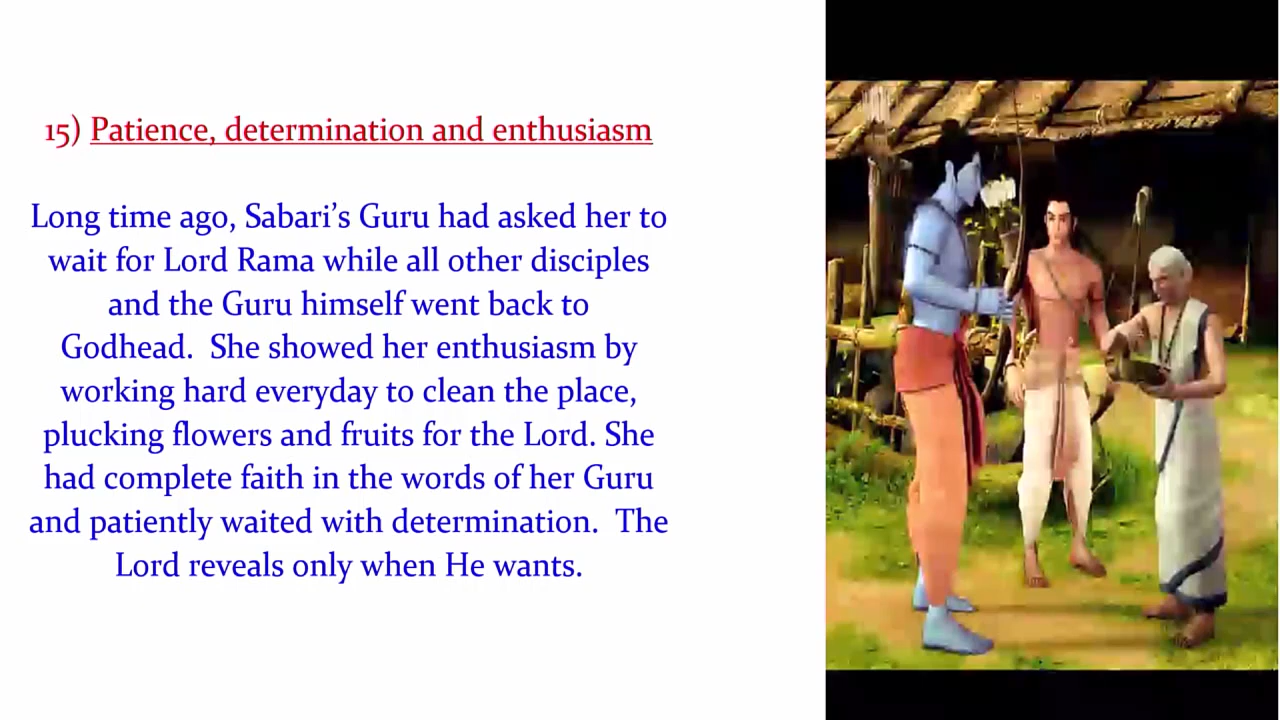 15) Patience, determination and enthusiasm
Long time ago, Sabari’s Guru had asked her to
wait for Lord Rama while all other disciples
and the Guru himself went back to
Godhead.  She showed her enthusiasm by
working hard everyday to clean the place,
plucking flowers and fruits for the Lord. She
had complete faith in the words of her Guru
and patiently waited with determination.  The
Lord reveals only when He wants.